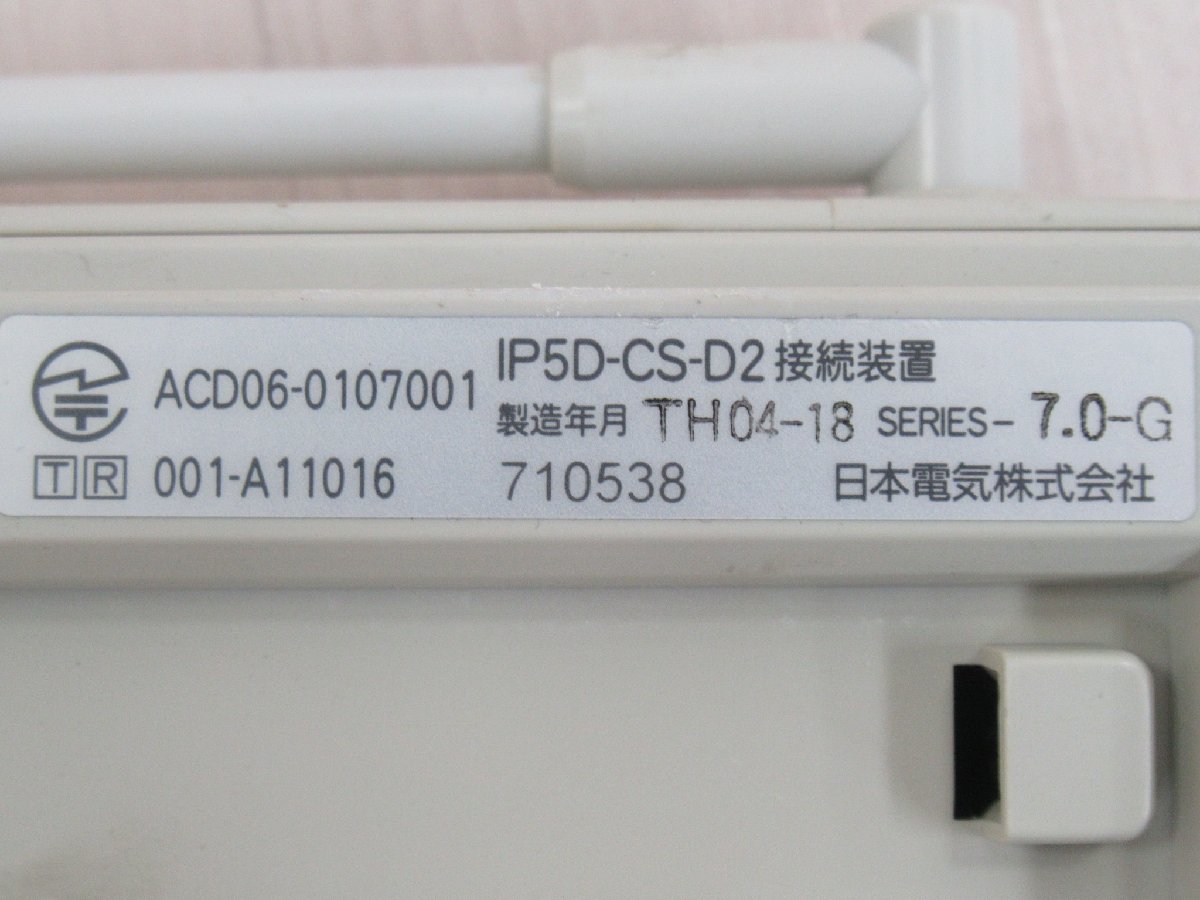 IP5D-CS-D2 接続装置
ACD06-0107001
製造年月 TH04-18 SERIES- 7.0-G
T R 001-A11016
710538
日本電気株式会社